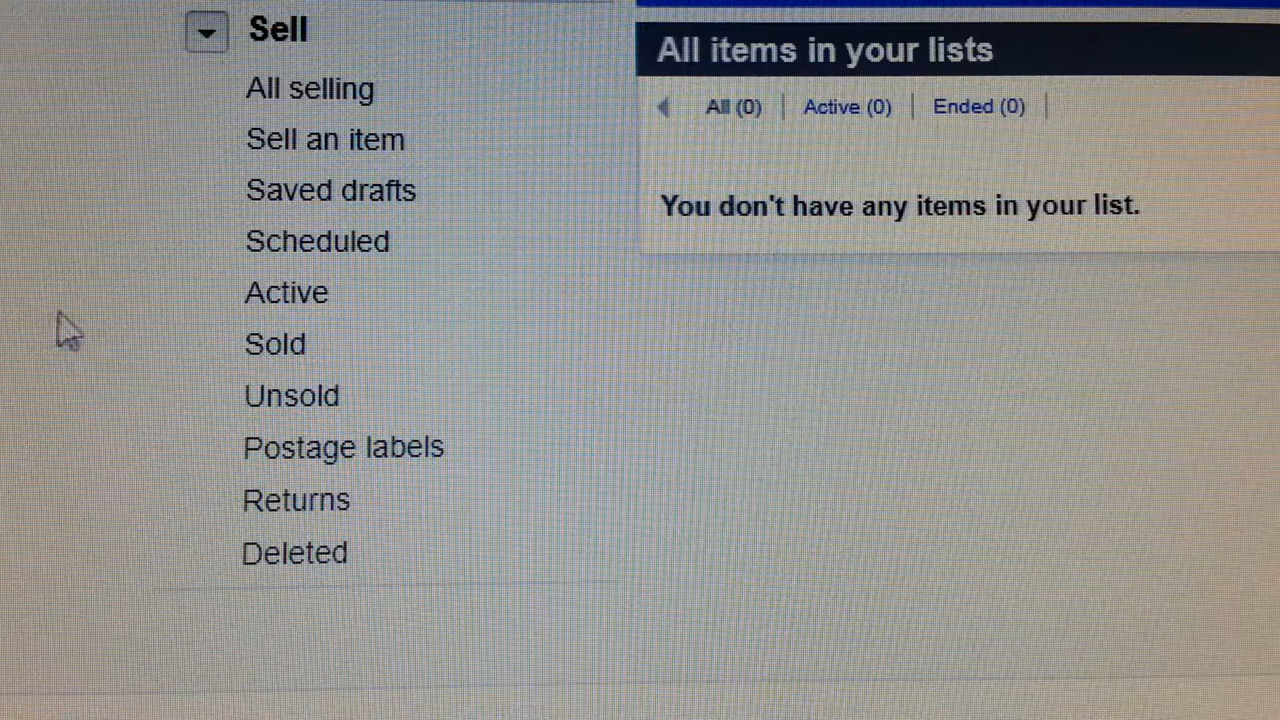 Sell
All selling
Sell an item
Saved drafts
Scheduled
Active
Sold
Unsold
Postage labels
Returns
Deleted
All items in your lists
All (0) | Active (0) | Ended (0) |
You don't have any items in your list.